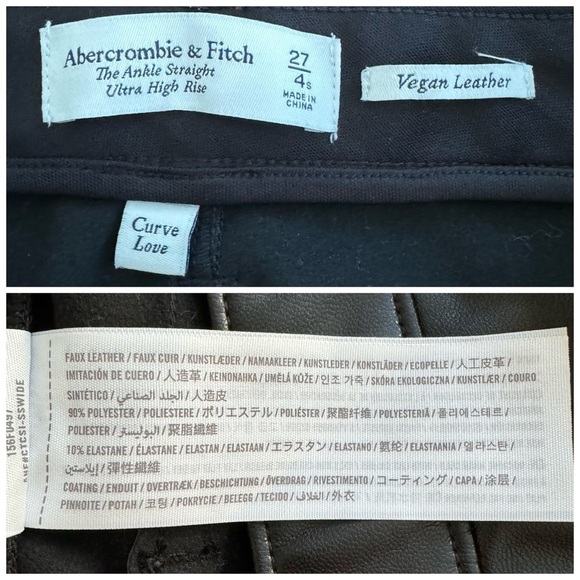 Abercrombie & Fitch
The Ankle Straight
Ultra High Rise
27
4s
MADE IN
CHINA
Vegan Leather
Curve
Love
FAUX LEATHER / FAUX CUIR / KUNSTLÆDER / NAMAAKLEER / KUNSTLEDER / KONSTLÄDER / ECOPELLE / 人工皮革 /
IMITACIÓN DE CUERO / 人造革 / KEINONAHKA / UMĚLÁ KŮŽE / 인조 가죽 / SKÓRA EKOLOGICZNA / KUNSTLÆR / COURO
SINTÉTICO / الجلد الصناعي / 人造皮
90% POLYESTER / POLIESTERE / ポリエステル / POLIÉSTER / 聚酯纤维 / POLYESTERIÄ / 폴리에스테르 /
POLIESTER / البوليستر / 聚脂纖維
10% ELASTANE / ÉLASTANE / ELASTAN / ELASTAAN / エラスタン / ELASTANO / 氨纶 / ELASTAANIA / 엘라스탄 /
إيلاستين / 彈性纖維
COATING / ENDUIT / OVERTRÆK / BESCHICHTUNG / ÖVERDRAG / RIVESTIMENTO / コーティング / CAPA / 涂层 /
PINNOITE / POTAH / 코팅 / POKRYCIE / BELEGG / TECIDO / الغلاف / 外衣
156F0497